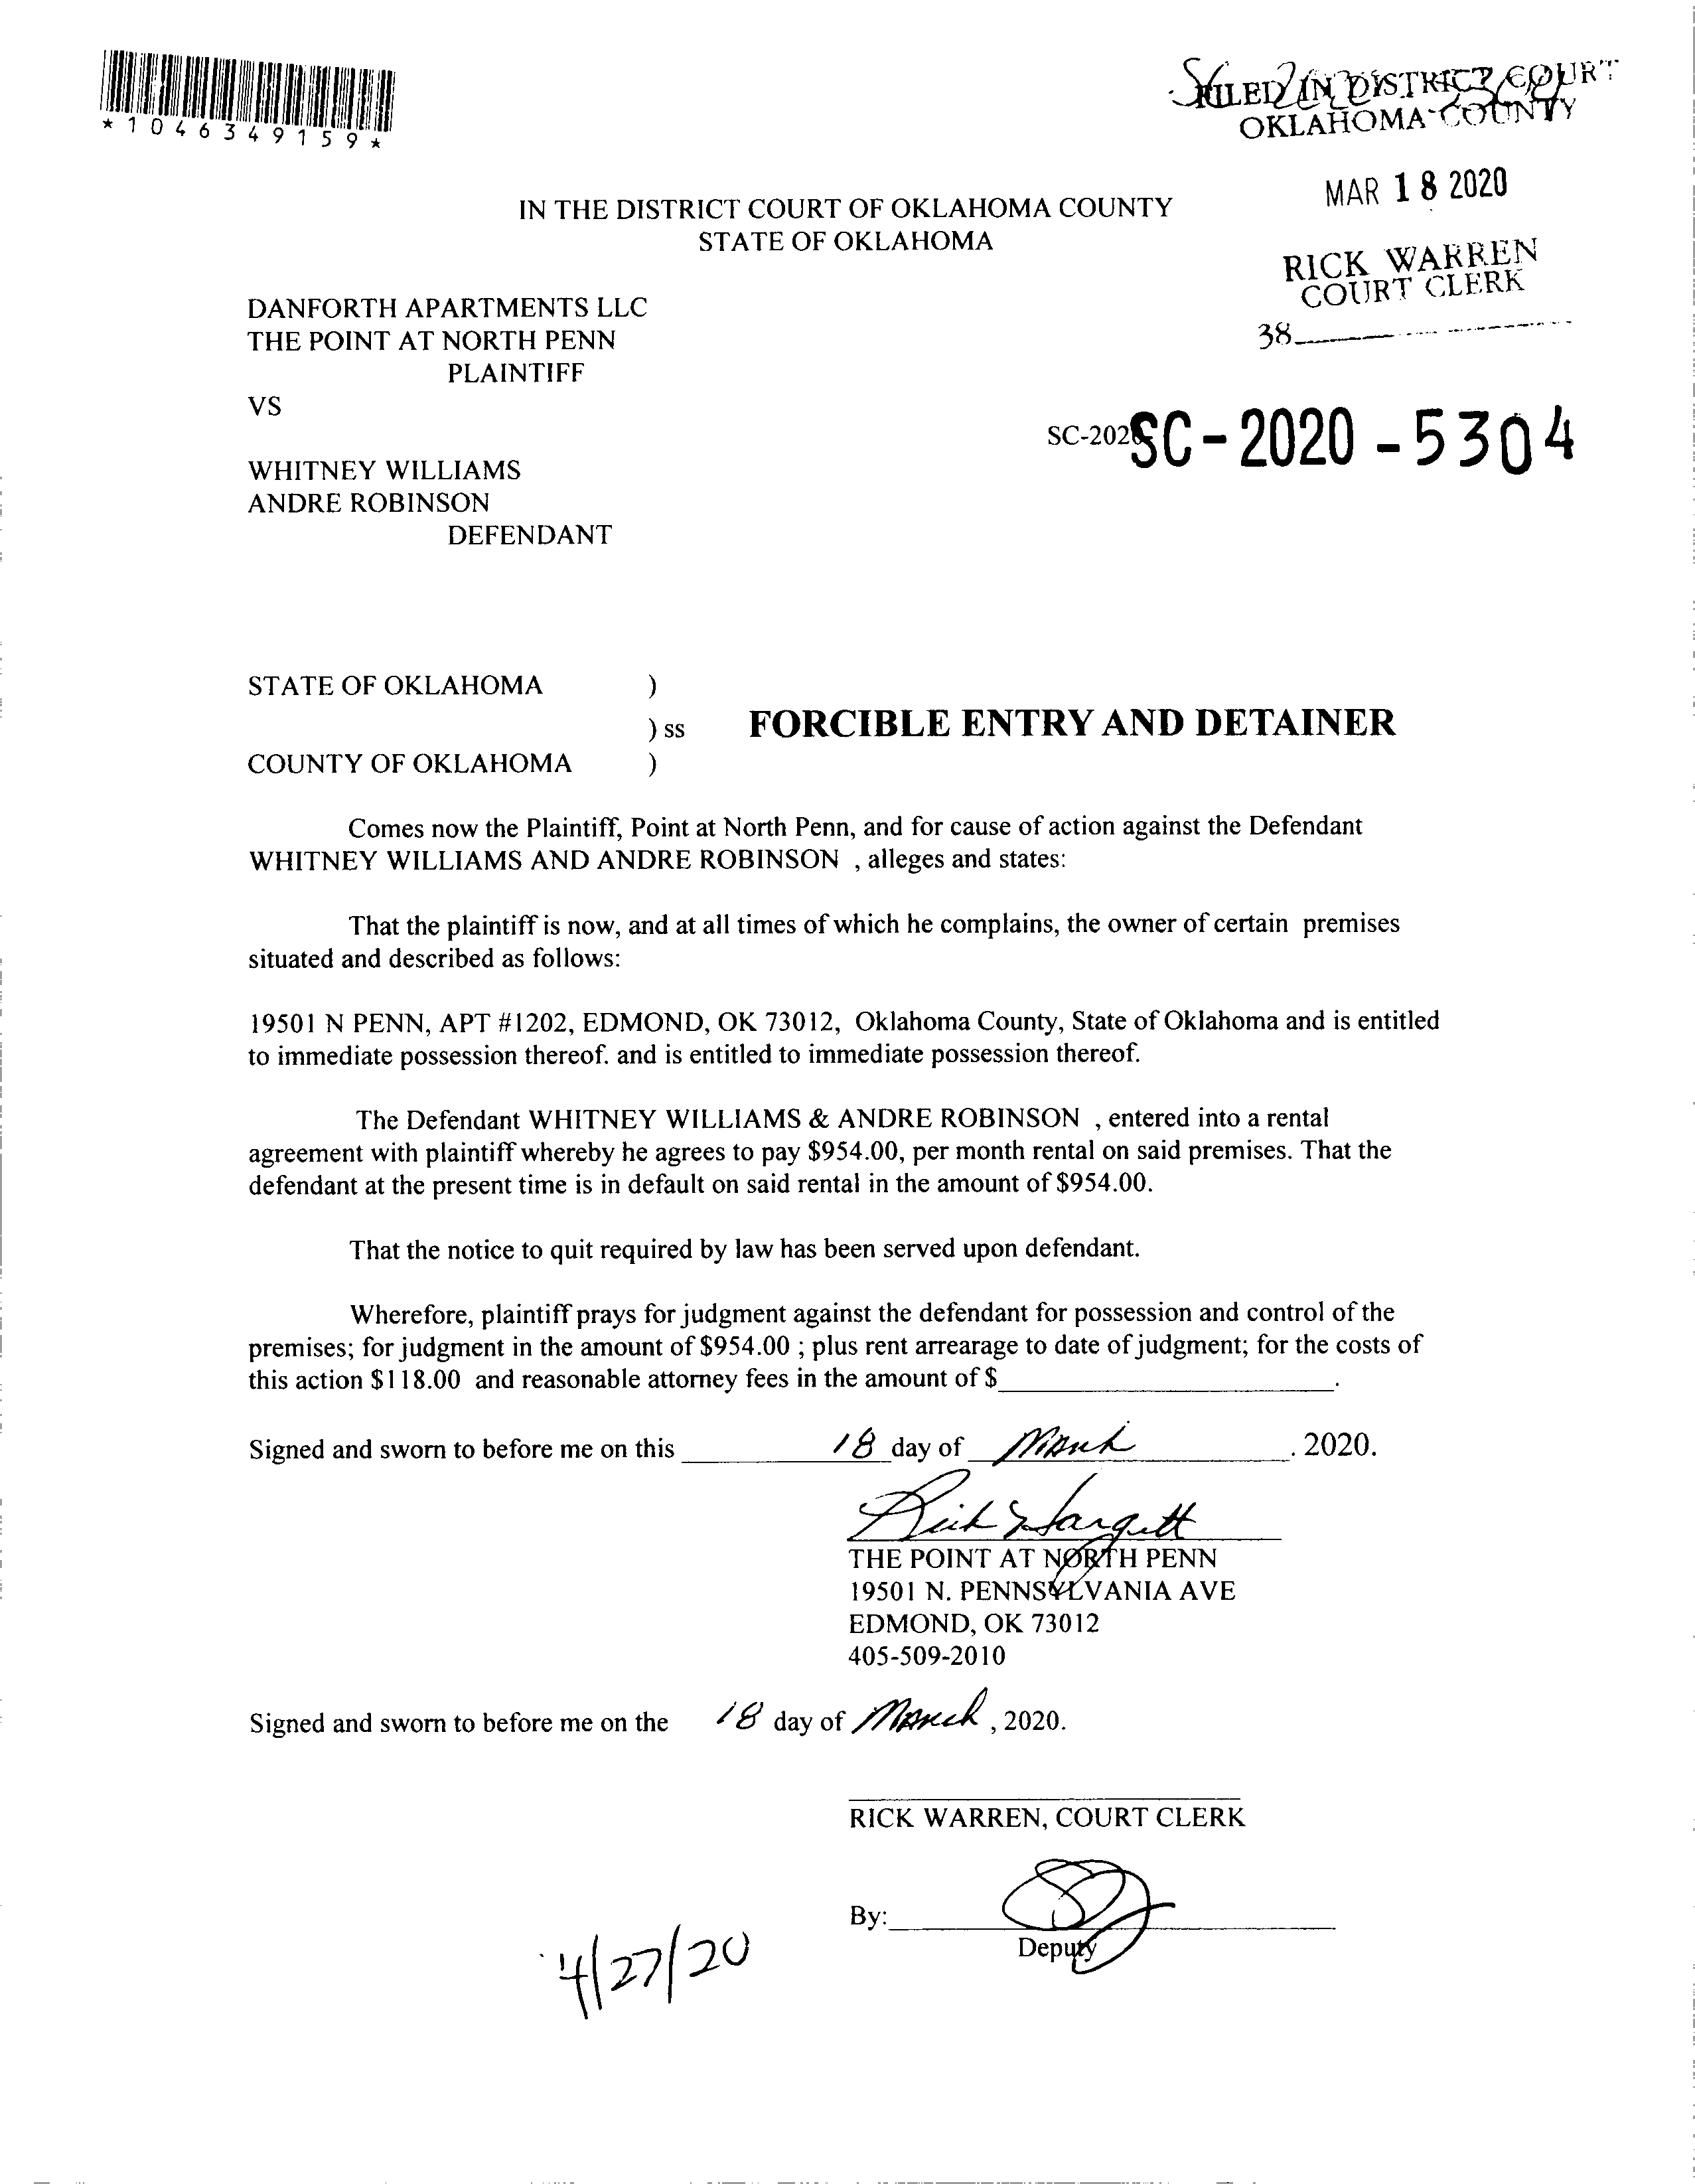 *1046349159*
FILED IN DISTRICT COURT
OKLAHOMA COUNTY
MAR 18 2020
RICK WARREN
COURT CLERK
38
IN THE DISTRICT COURT OF OKLAHOMA COUNTY
STATE OF OKLAHOMA
DANFORTH APARTMENTS LLC
THE POINT AT NORTH PENN
PLAINTIFF
VS
SC-202 SC-2020-5304
WHITNEY WILLIAMS
ANDRE ROBINSON
DEFENDANT
STATE OF OKLAHOMA )
) ss FORCIBLE ENTRY AND DETAINER
COUNTY OF OKLAHOMA )
Comes now the Plaintiff, Point at North Penn, and for cause of action against the Defendant
WHITNEY WILLIAMS AND ANDRE ROBINSON , alleges and states:
That the plaintiff is now, and at all times of which he complains, the owner of certain premises
situated and described as follows:
19501 N PENN, APT #1202, EDMOND, OK 73012, Oklahoma County, State of Oklahoma and is entitled
to immediate possession thereof. and is entitled to immediate possession thereof.
The Defendant WHITNEY WILLIAMS & ANDRE ROBINSON , entered into a rental
agreement with plaintiff whereby he agrees to pay $954.00, per month rental on said premises. That the
defendant at the present time is in default on said rental in the amount of $954.00.
That the notice to quit required by law has been served upon defendant.
Wherefore, plaintiff prays for judgment against the defendant for possession and control of the
premises; for judgment in the amount of $954.00 ; plus rent arrearage to date of judgment; for the costs of
this action $118.00 and reasonable attorney fees in the amount of $____.
Signed and sworn to before me on this 18 day of March . 2020.
Rick Hargett
THE POINT AT NORTH PENN
19501 N. PENNSYLVANIA AVE
EDMOND, OK 73012
405-509-2010
Signed and sworn to before me on the 18 day of March , 2020.
RICK WARREN, COURT CLERK
By:
Deputy
4/27/20